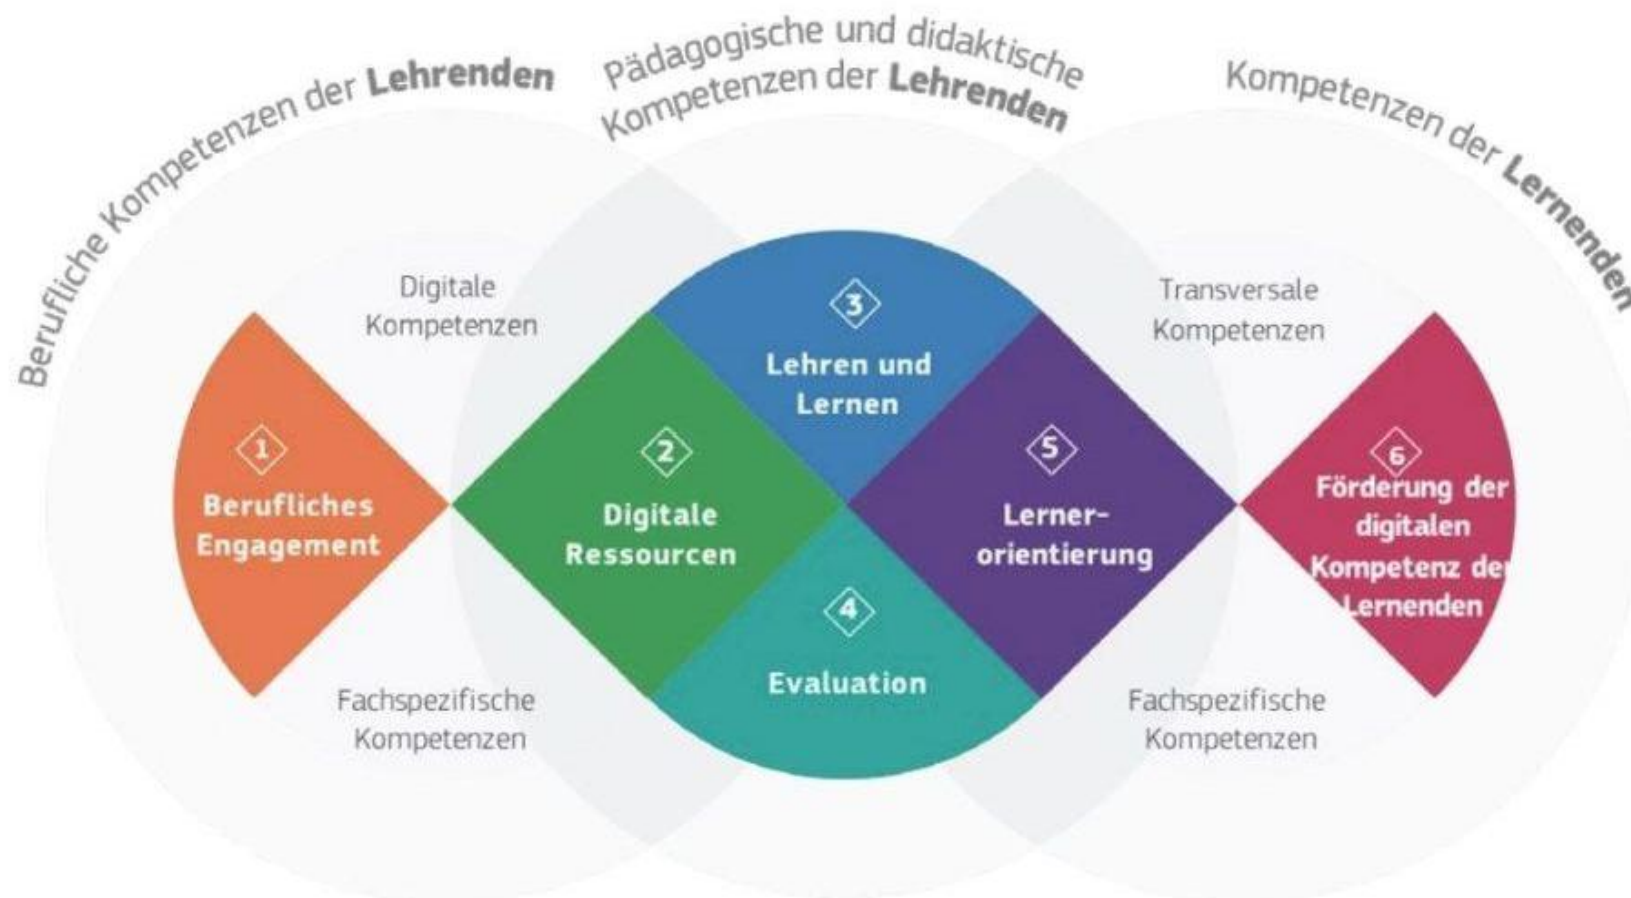 Berufliche Kompetenzen der Lehrenden
Pädagogische und didaktische
Kompetenzen der Lehrenden
Kompetenzen der Lernenden
Digitale
Kompetenzen
Transversale
Kompetenzen
1
Berufliches
Engagement
2
Digitale
Ressourcen
3
Lehren und
Lernen
4
Evaluation
5
Lerner-
orientierung
6
Förderung der
digitalen
Kompetenz der
Lernenden
Fachspezifische
Kompetenzen
Fachspezifische
Kompetenzen